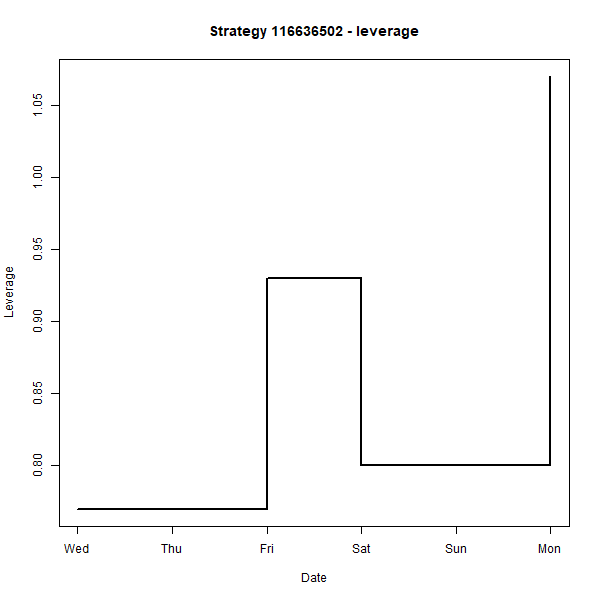 Strategy 116636502 - leverage
Leverage
1.05
1.00
0.95
0.90
0.85
0.80
Wed Thu Fri Sat Sun Mon
Date